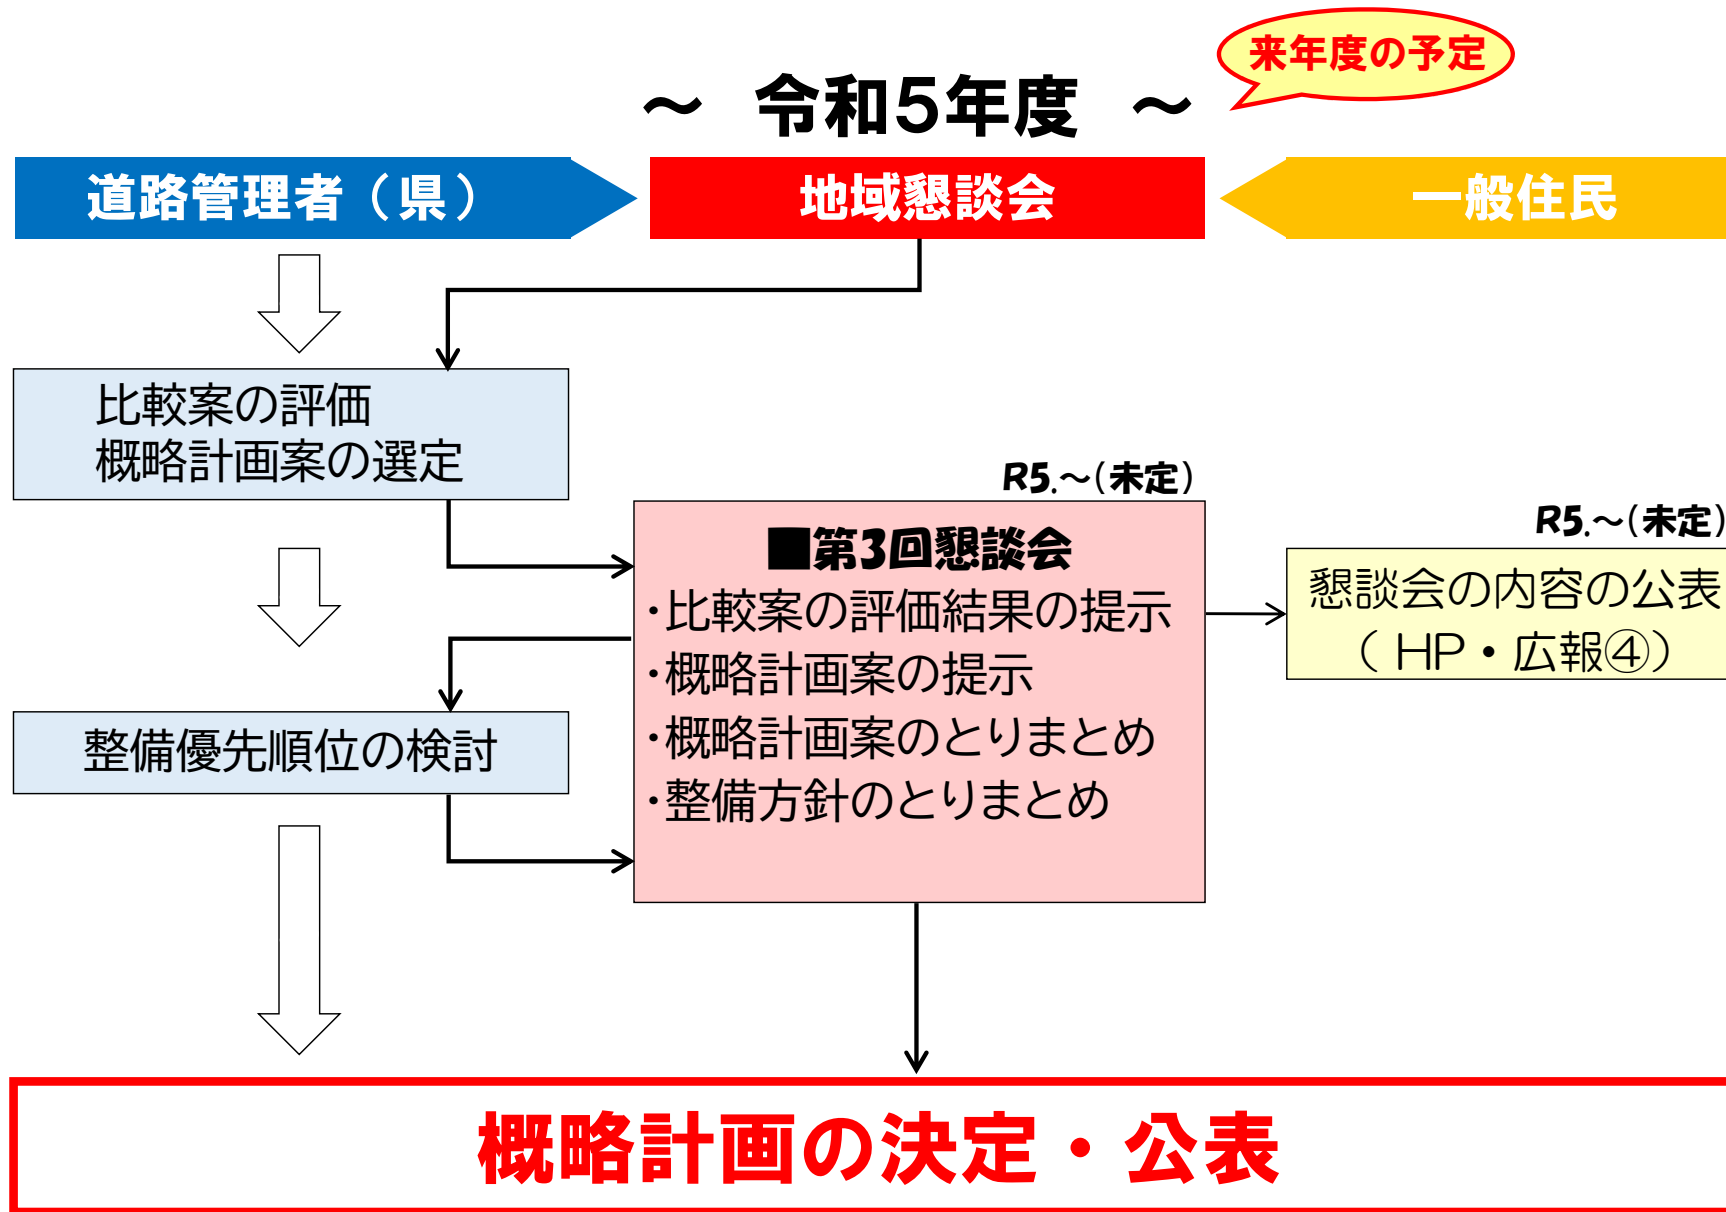 来年度の予定
～　令和5年度　～
道路管理者（県）
地域懇談会
一般住民
比較案の評価
概略計画案の選定
R5.～(未定)
■第3回懇談会
・比較案の評価結果の提示
・概略計画案の提示
・概略計画案のとりまとめ
・整備方針のとりまとめ
R5.～(未定)
懇談会の内容の公表
（ HP・広報④）
整備優先順位の検討
概略計画の決定・公表